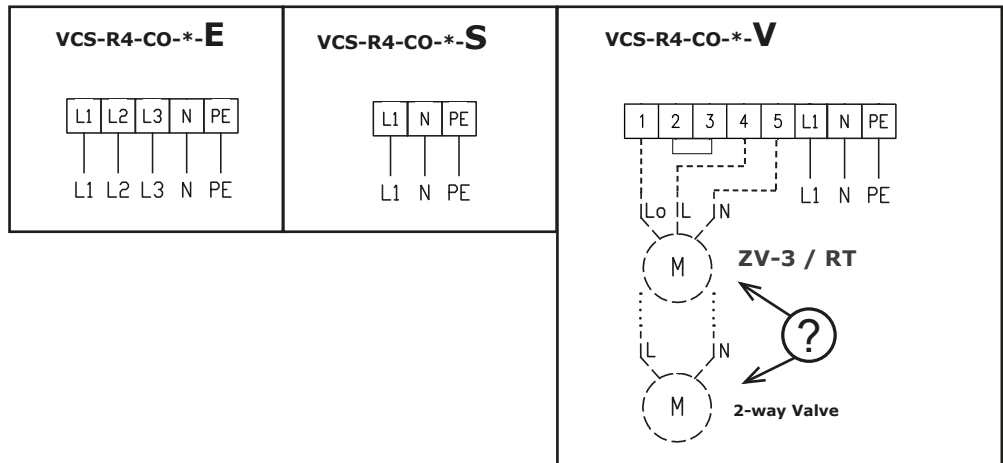 VCS-R4-CO-*-E
L1 L2 L3 N PE
L1 L2 L3 N PE
VCS-R4-CO-*-S
L1 N PE
L1 N PE
VCS-R4-CO-*-V
1 2 3 4 5 L1 N PE
L1 N PE
Lo L N
M
ZV-3 / RT
?
L N
M
2-way Valve